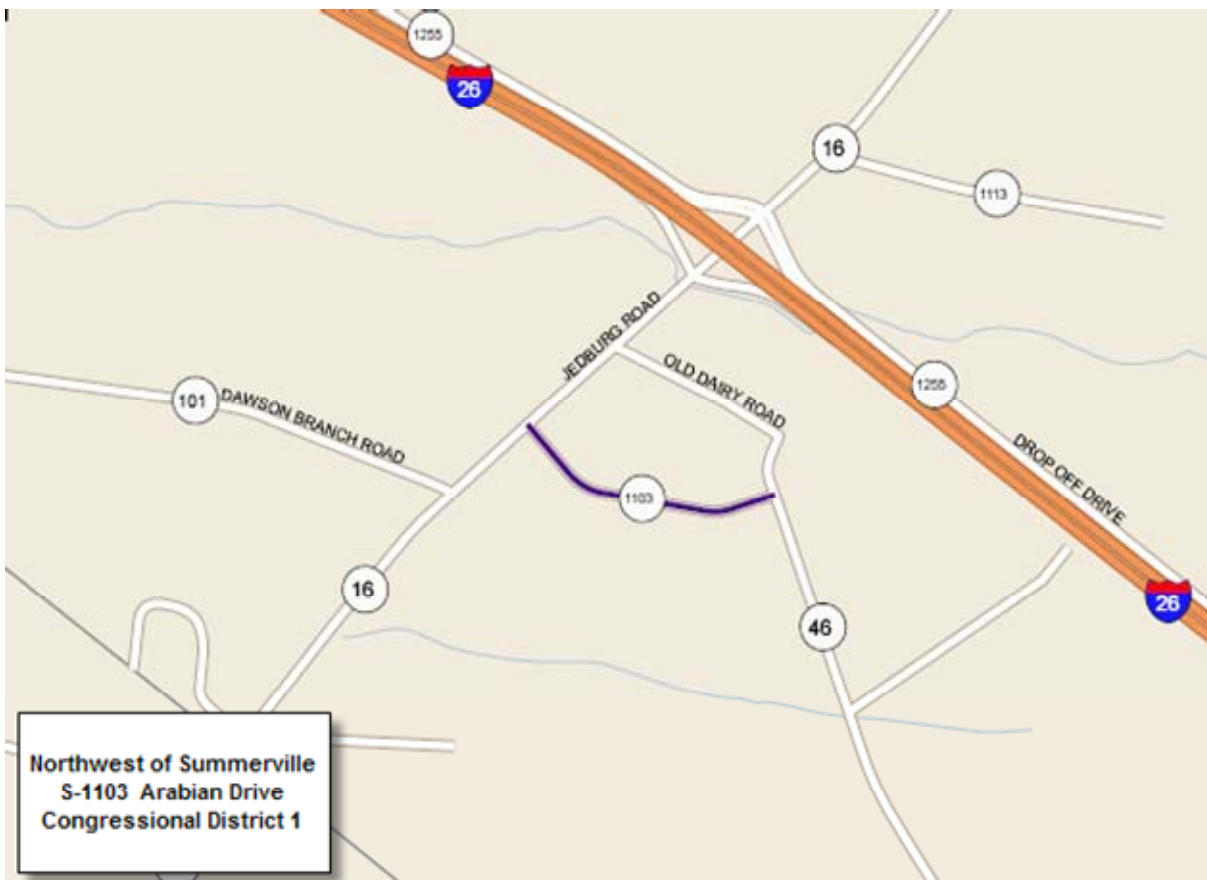 1255
26
16
1113
JEDBURG ROAD
OLD DAIRY ROAD
1255
101
DAWSON BRANCH ROAD
DROP OFF DRIVE
1103
16
26
46
Northwest of Summerville
S-1103 Arabian Drive
Congressional District 1